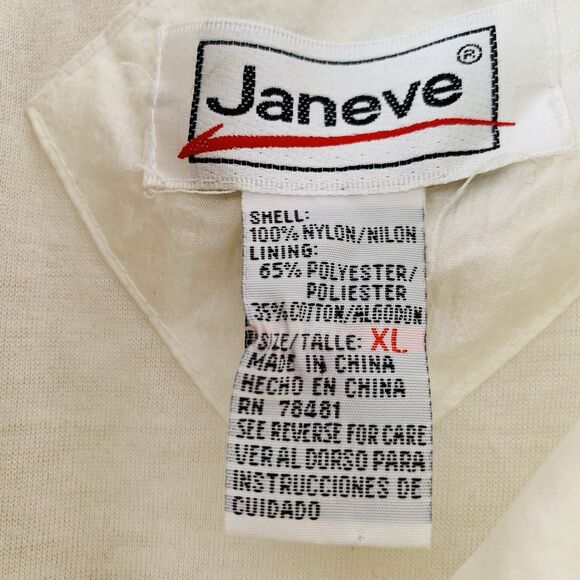 Janeve®
SHELL:
100% NYLON/NILON
LINING:
65% POLYESTER/
POLIESTER
35% COTTON/ALGODON
SIZE/TALLE: XL
MADE IN CHINA
HECHO EN CHINA
RN 78481
SEE REVERSE FOR CARE
VER AL DORSO PARA
INSTRUCCIONES DE
CUIDADO